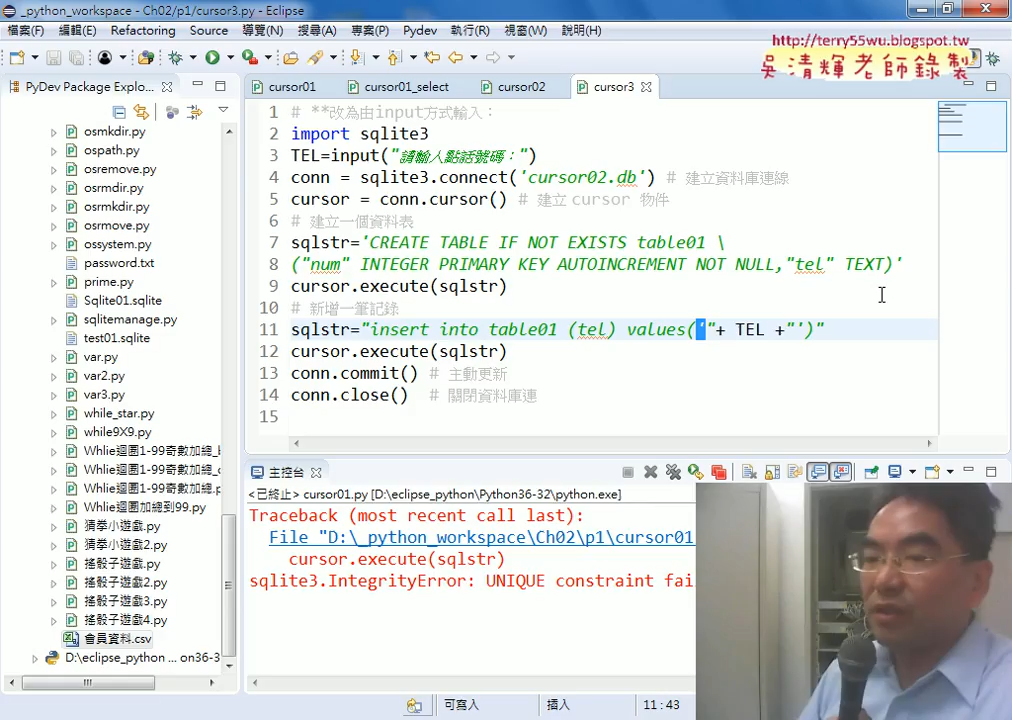 _python_workspace - Ch02/p1/cursor3.py - Eclipse
檔案(F) 編輯(E) Refactoring Source 導覽(N) 搜尋(A) 專案(P) Pydev 執行(R) 視窗(W) 說明(H)
http://terry55wu.blogspot.tw
吳清輝老師錄製
PyDev Package Explo...
osmkdir.py
ospath.py
osremove.py
osrmdir.py
osrmkdir.py
osrmove.py
ossystem.py
password.txt
prime.py
Sqlite01.sqlite
sqlitemanage.py
test01.sqlite
var.py
var2.py
var3.py
while_star.py
while9X9.py
Whlie迴圈1-99奇數加總_
Whlie迴圈1-99奇數加總_
Whlie迴圈1-99奇數加總.
Whlie迴圈加總到99.py
猜拳小遊戲.py
猜拳小遊戲2.py
搖骰子遊戲.py
搖骰子遊戲2.py
搖骰子遊戲3.py
搖骰子遊戲4.py
會員資料.csv
D:\eclipse_python ... on36-3
cursor01 cursor01_select cursor02 cursor3
1 # **改為由input方式輸入:
2 import sqlite3
3 TEL=input("請輸人點話號碼：")
4 conn = sqlite3.connect('cursor02.db') # 建立資料庫連線
5 cursor = conn.cursor() # 建立 cursor 物件
6 # 建立一個資料表
7 sqlstr='CREATE TABLE IF NOT EXISTS table01 \
8 ("num" INTEGER PRIMARY KEY AUTOINCREMENT NOT NULL,"tel" TEXT)'
9 cursor.execute(sqlstr)
10 # 新增一筆記錄
11 sqlstr="insert into table01 (tel) values('"+ TEL +"')"
12 cursor.execute(sqlstr)
13 conn.commit() # 主動更新
14 conn.close() # 關閉資料庫連
15
主控台
<已終止> cursor01.py [D:\eclipse_python\Python36-32\python.exe]
Traceback (most recent call last):
File "D:\_python_workspace\Ch02\p1\cursor01
cursor.execute(sqlstr)
sqlite3.IntegrityError: UNIQUE constraint fai
可寫入 插入 11:43